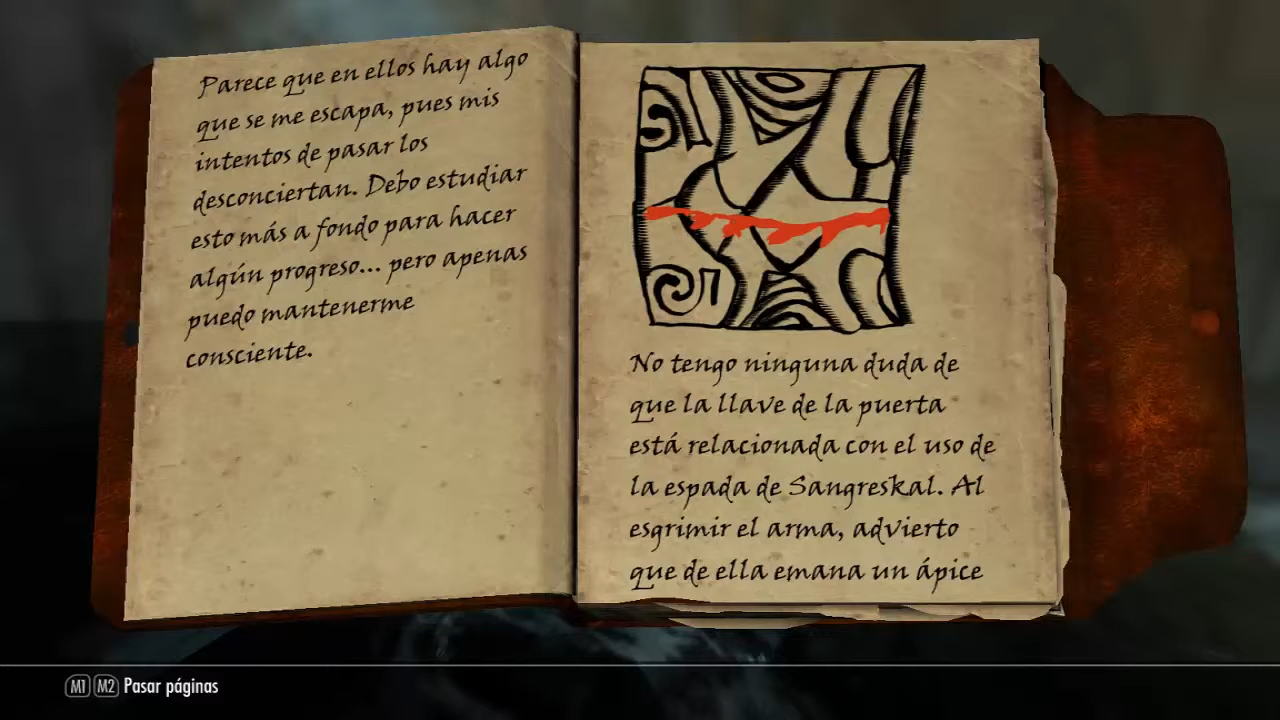 Parece que en ellos hay algo
que se me escapa, pues mis
intentos de pasar los
desconciertan. Debo estudiar
esto más a fondo para hacer
algún progreso... pero apenas
puedo mantenerme
consciente.
No tengo ninguna duda de
que la llave de la puerta
está relacionada con el uso de
la espada de Sangreskal. Al
esgrimir el arma, advierto
que de ella emana un ápice
M1 M2 Pasar páginas